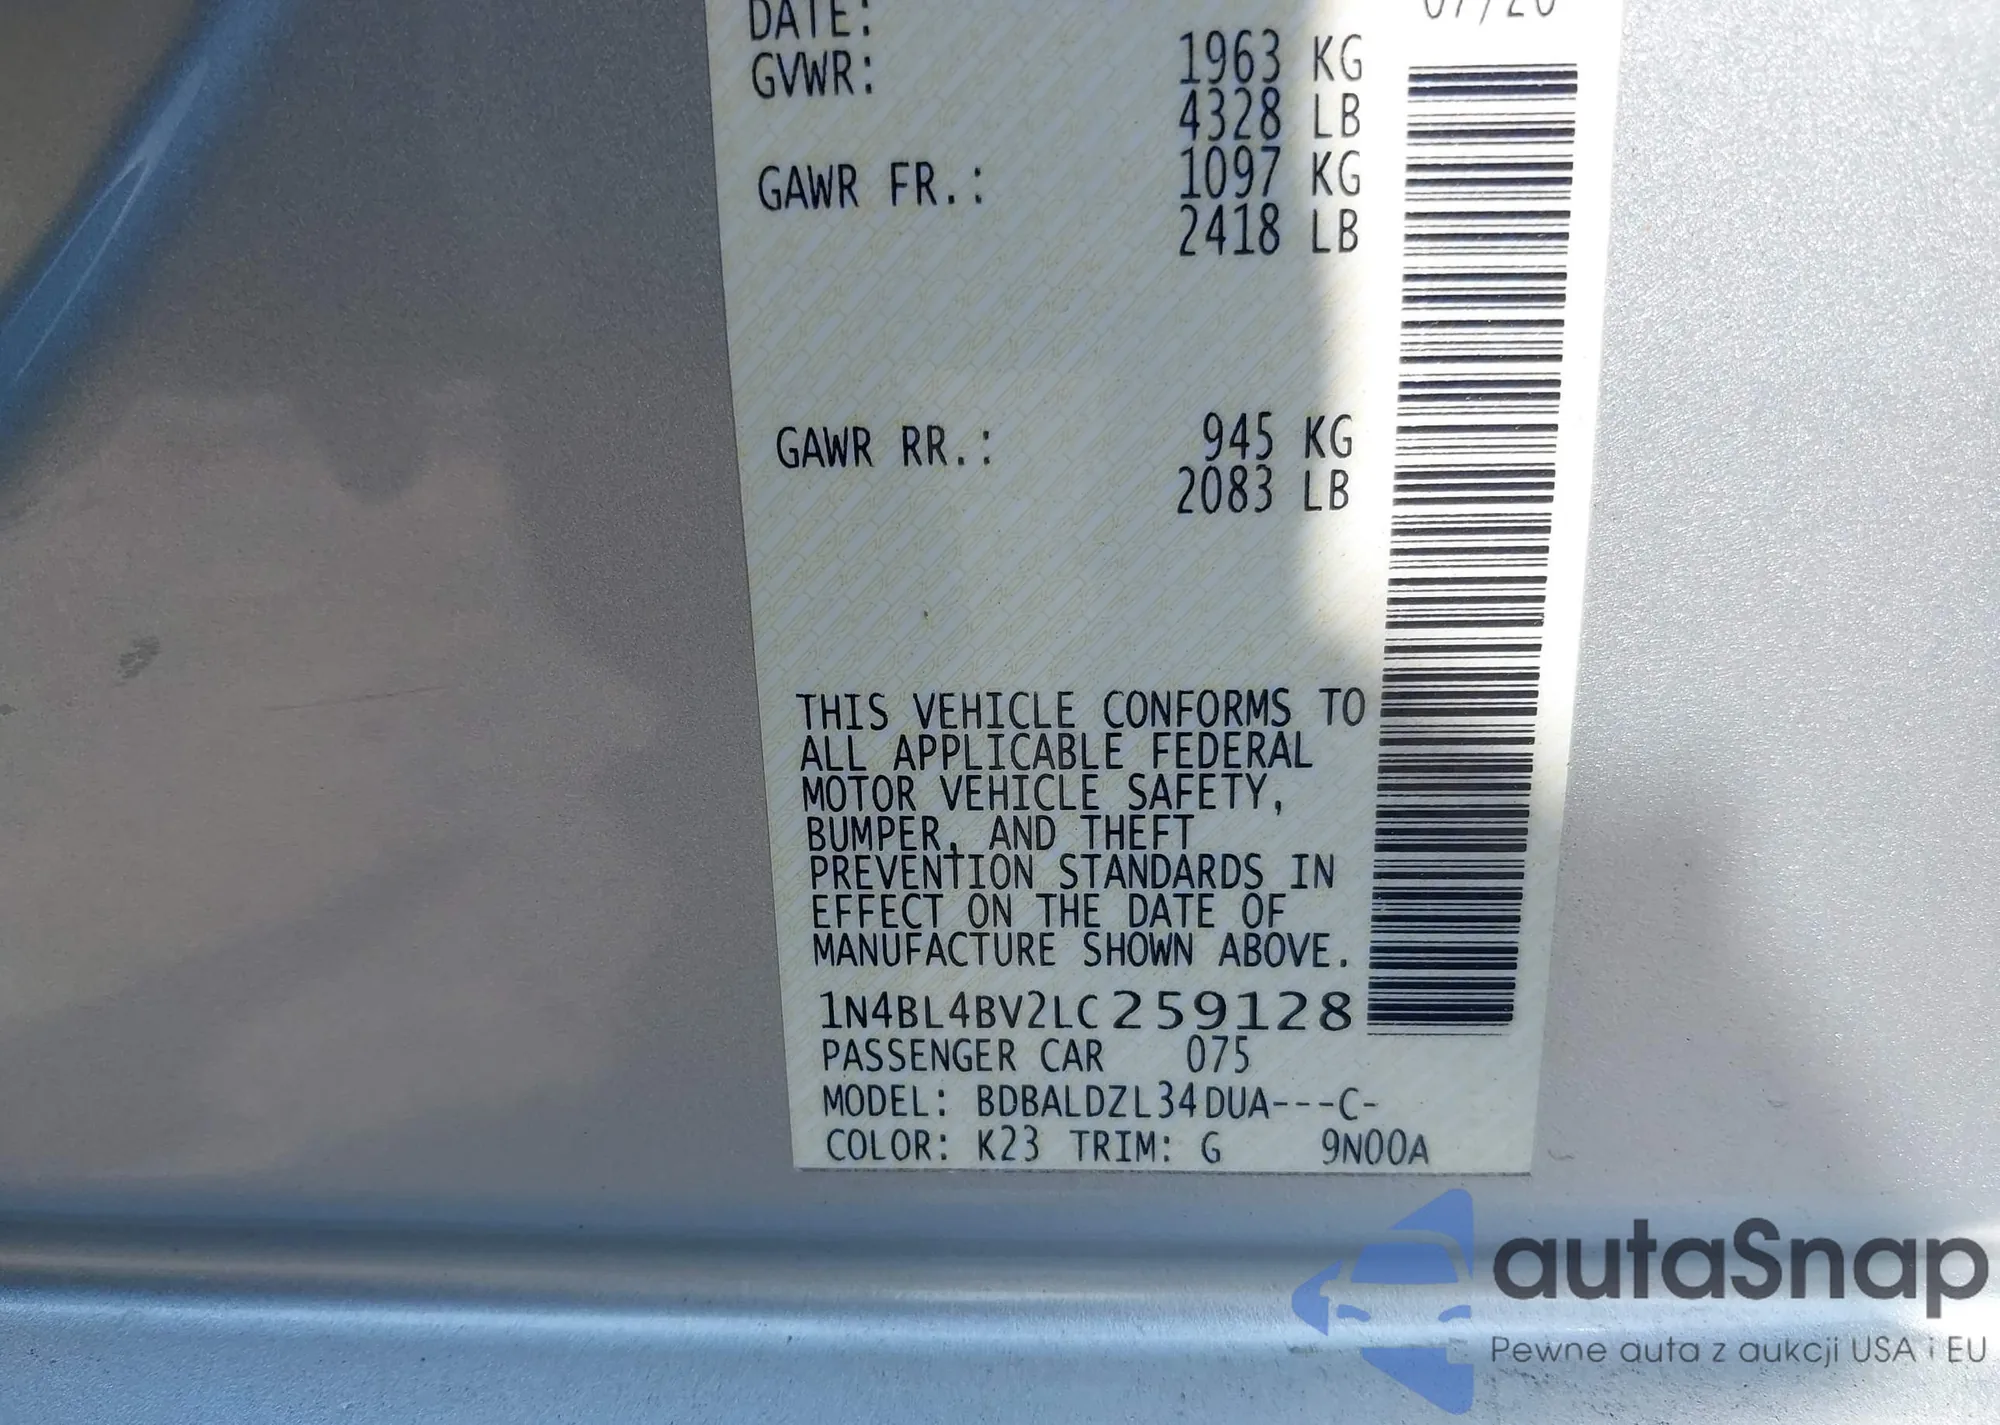 DATE: 07/20
GVWR: 1963 KG
4328 LB
GAWR FR.: 1097 KG
2418 LB
GAWR RR.: 945 KG
2083 LB
THIS VEHICLE CONFORMS TO
ALL APPLICABLE FEDERAL
MOTOR VEHICLE SAFETY,
BUMPER, AND THEFT
PREVENTION STANDARDS IN
EFFECT ON THE DATE OF
MANUFACTURE SHOWN ABOVE.
1N4BL4BV2LC259128
PASSENGER CAR 075
MODEL: BDBALDZL34DUA---C-
COLOR: K23 TRIM: G 9N00A
autaSnap
Pewne auta z aukcji USA i EU